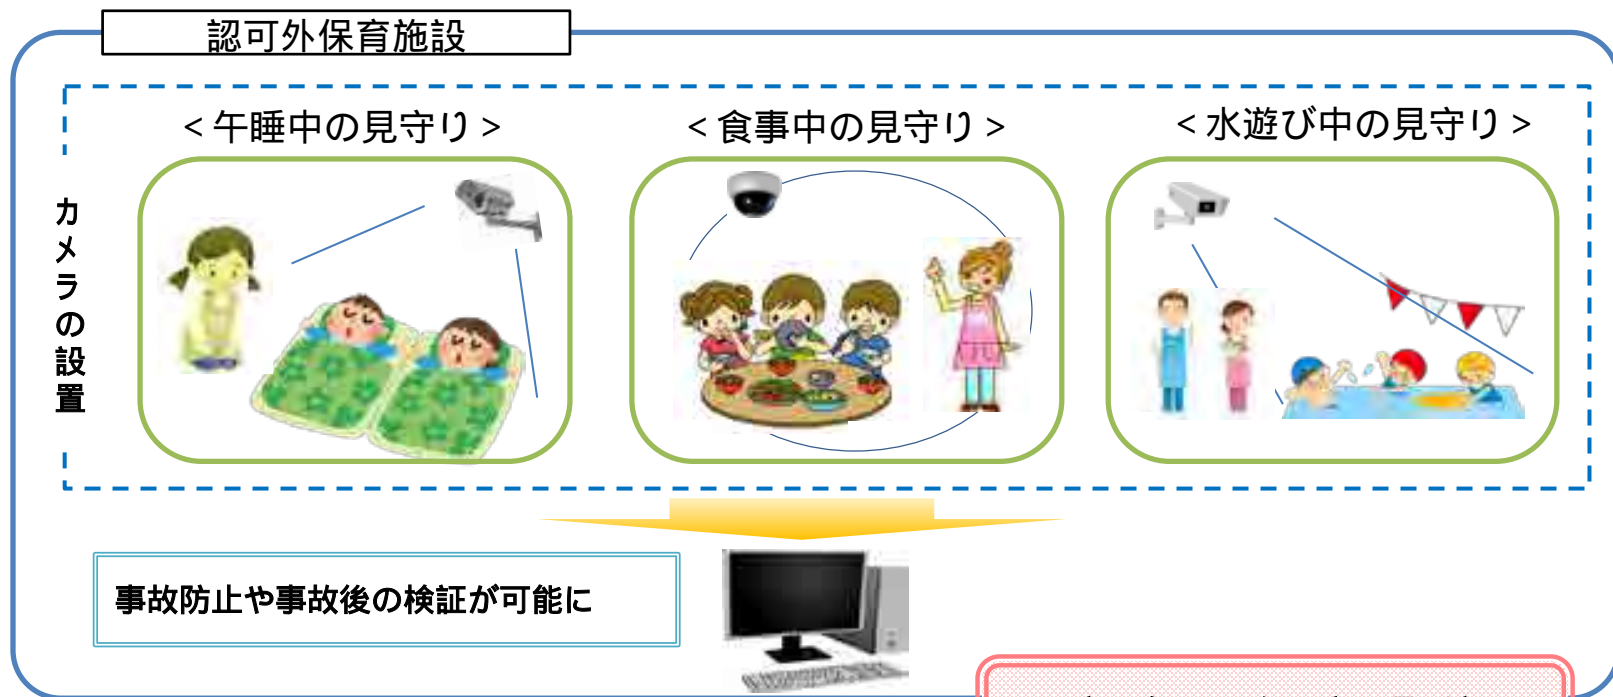 認可外保育施設
＜午睡中の見守り＞
＜食事中の見守り＞
＜水遊び中の見守り＞
カメラの設置
事故防止や事故後の検証が可能に